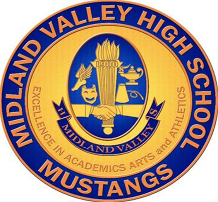 MIDLAND VALLEY HIGH SCHOOL
MIDLAND VALLEY
EXCELLENCE IN ACADEMICS ARTS and ATHLETICS
MUSTANGS